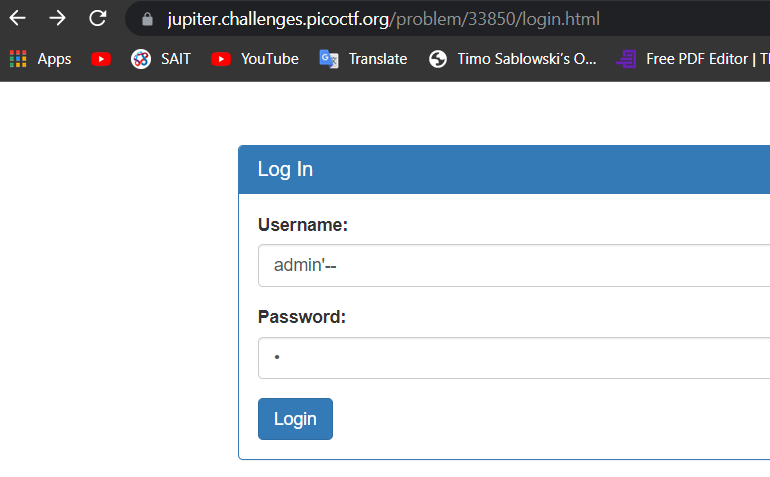 jupiter.challenges.picoctf.org/problem/33850/login.html
Apps SAIT YouTube Translate Timo Sablowski's O... Free PDF Editor |
Log In
Username:
admin'--
Password:
•
Login